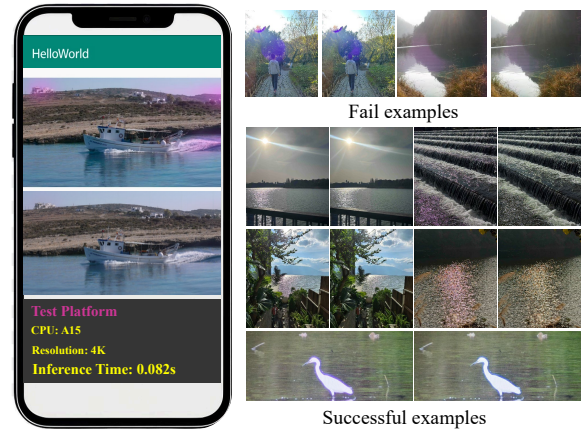 HelloWorld
Test Platform
CPU: A15
Resolution: 4K
Inference Time: 0.082s
Fail examples
Successful examples